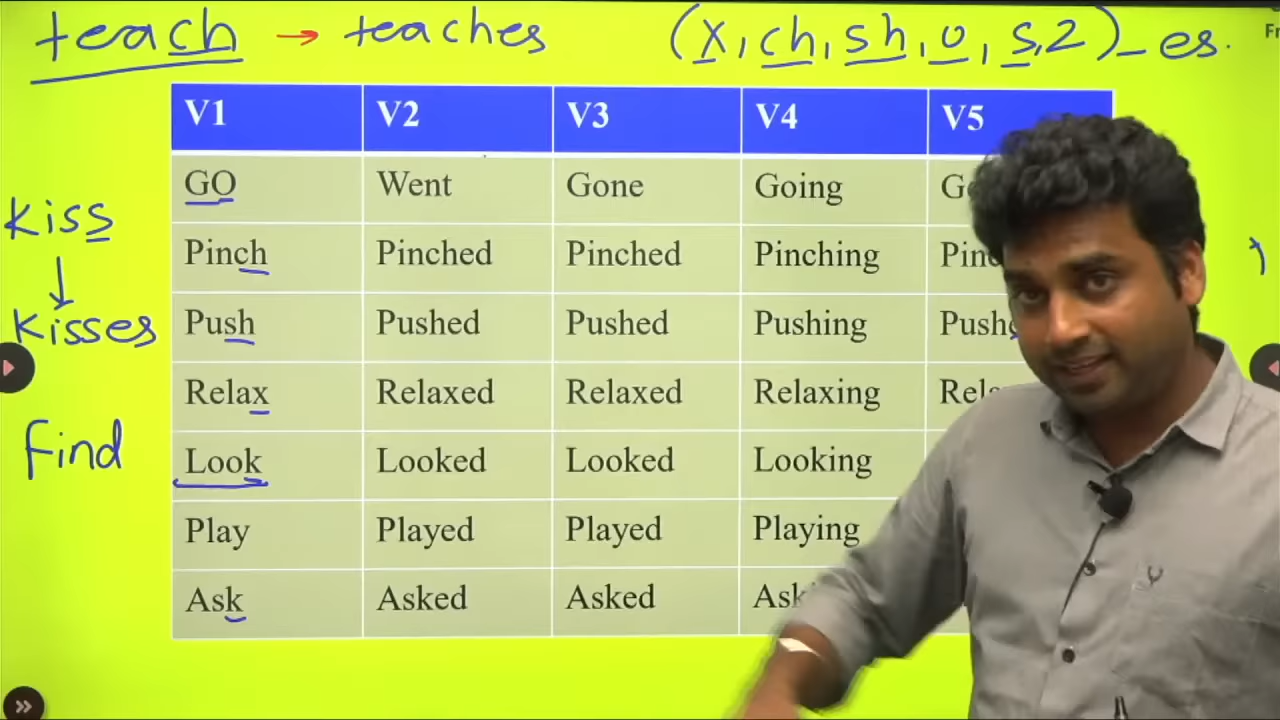 teach → teaches (x, ch, sh, o, s, z) - es.
Fr
V1 V2 V3 V4 V5
GO Went Gone Going
Kiss
Pinch Pinched Pinched Pinching
Kisses
Push Pushed Pushed Pushing
Relax Relaxed Relaxed Relaxing
Find
Look Looked Looked Looking
Play Played Played Playing
Ask Asked Asked